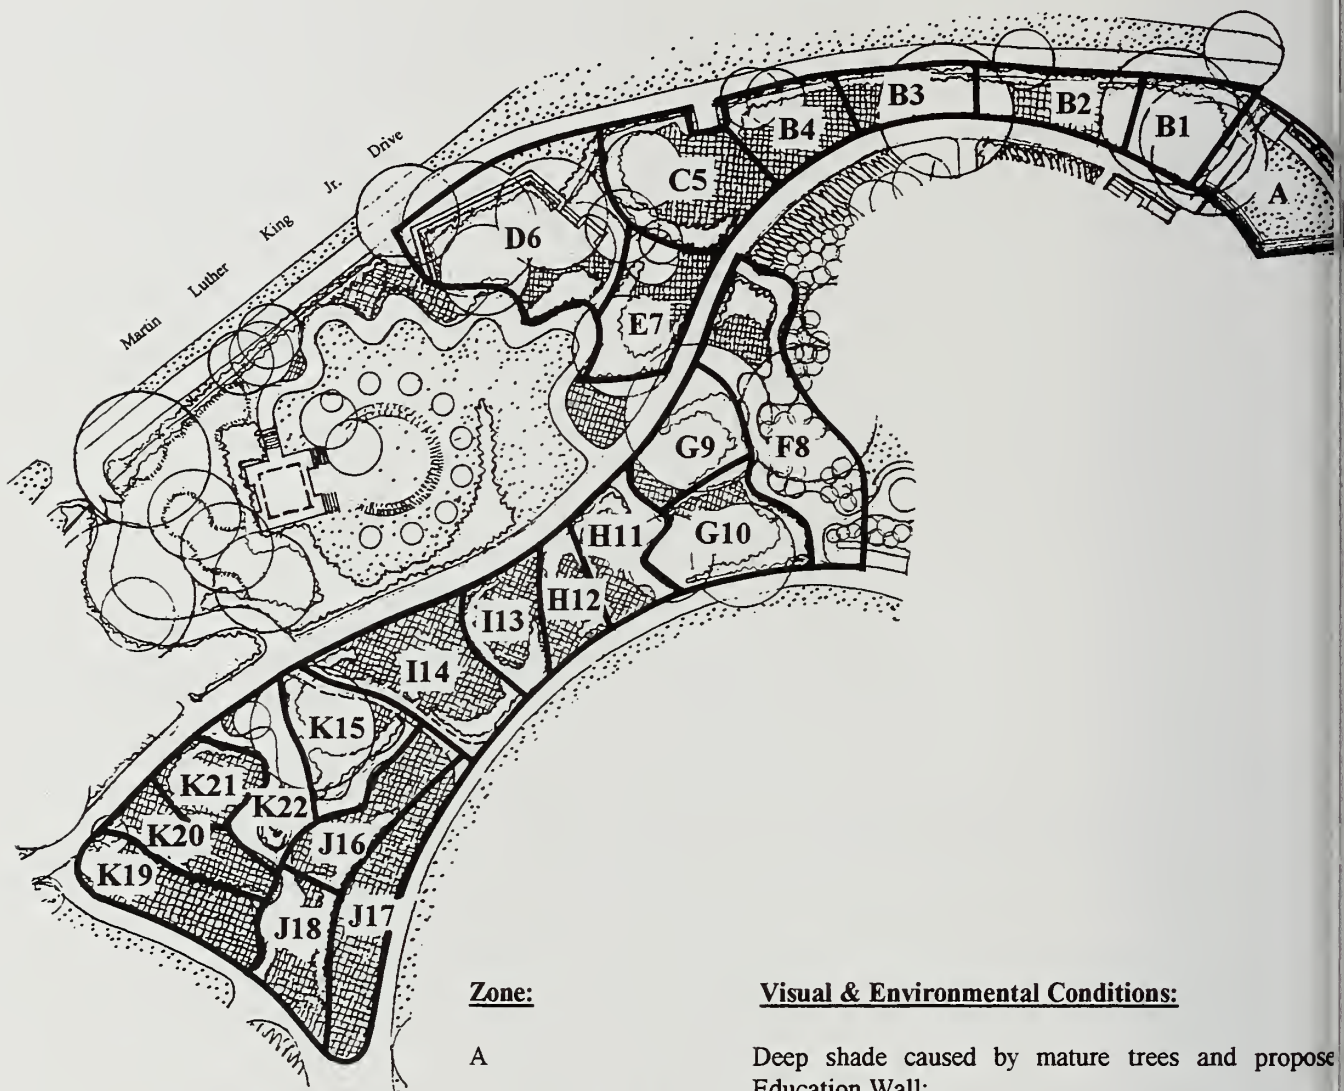 Martin Luther King Jr. Drive
B4
B3
B2
B1
A
C5
D6
E7
G9
F8
G10
H11
H12
I13
I14
K15
K21
K22
K20
J16
K19
J17
J18
Zone:
Visual & Environmental Conditions:
A
Deep shade caused by mature trees and propose
Education Wall;